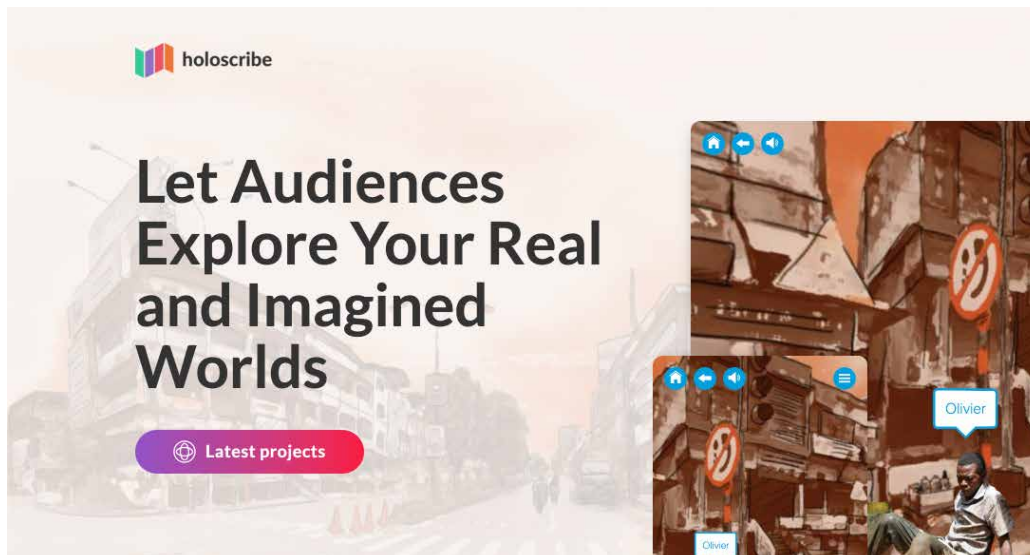 holoscribe
Let Audiences
Explore Your Real
and Imagined
Worlds
Latest projects
Olivier
Olivier